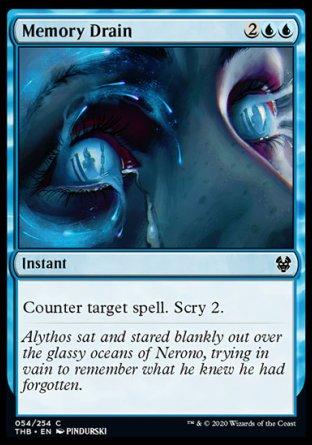 Memory Drain 2
Instant
Counter target spell. Scry 2.
Alythos sat and stared blankly out over
the glassy oceans of Nerono, trying in
vain to remember what he knew he had
forgotten.
054/254 C
THB • EN PINDURSKI ™ & © 2020 Wizards of the Coast